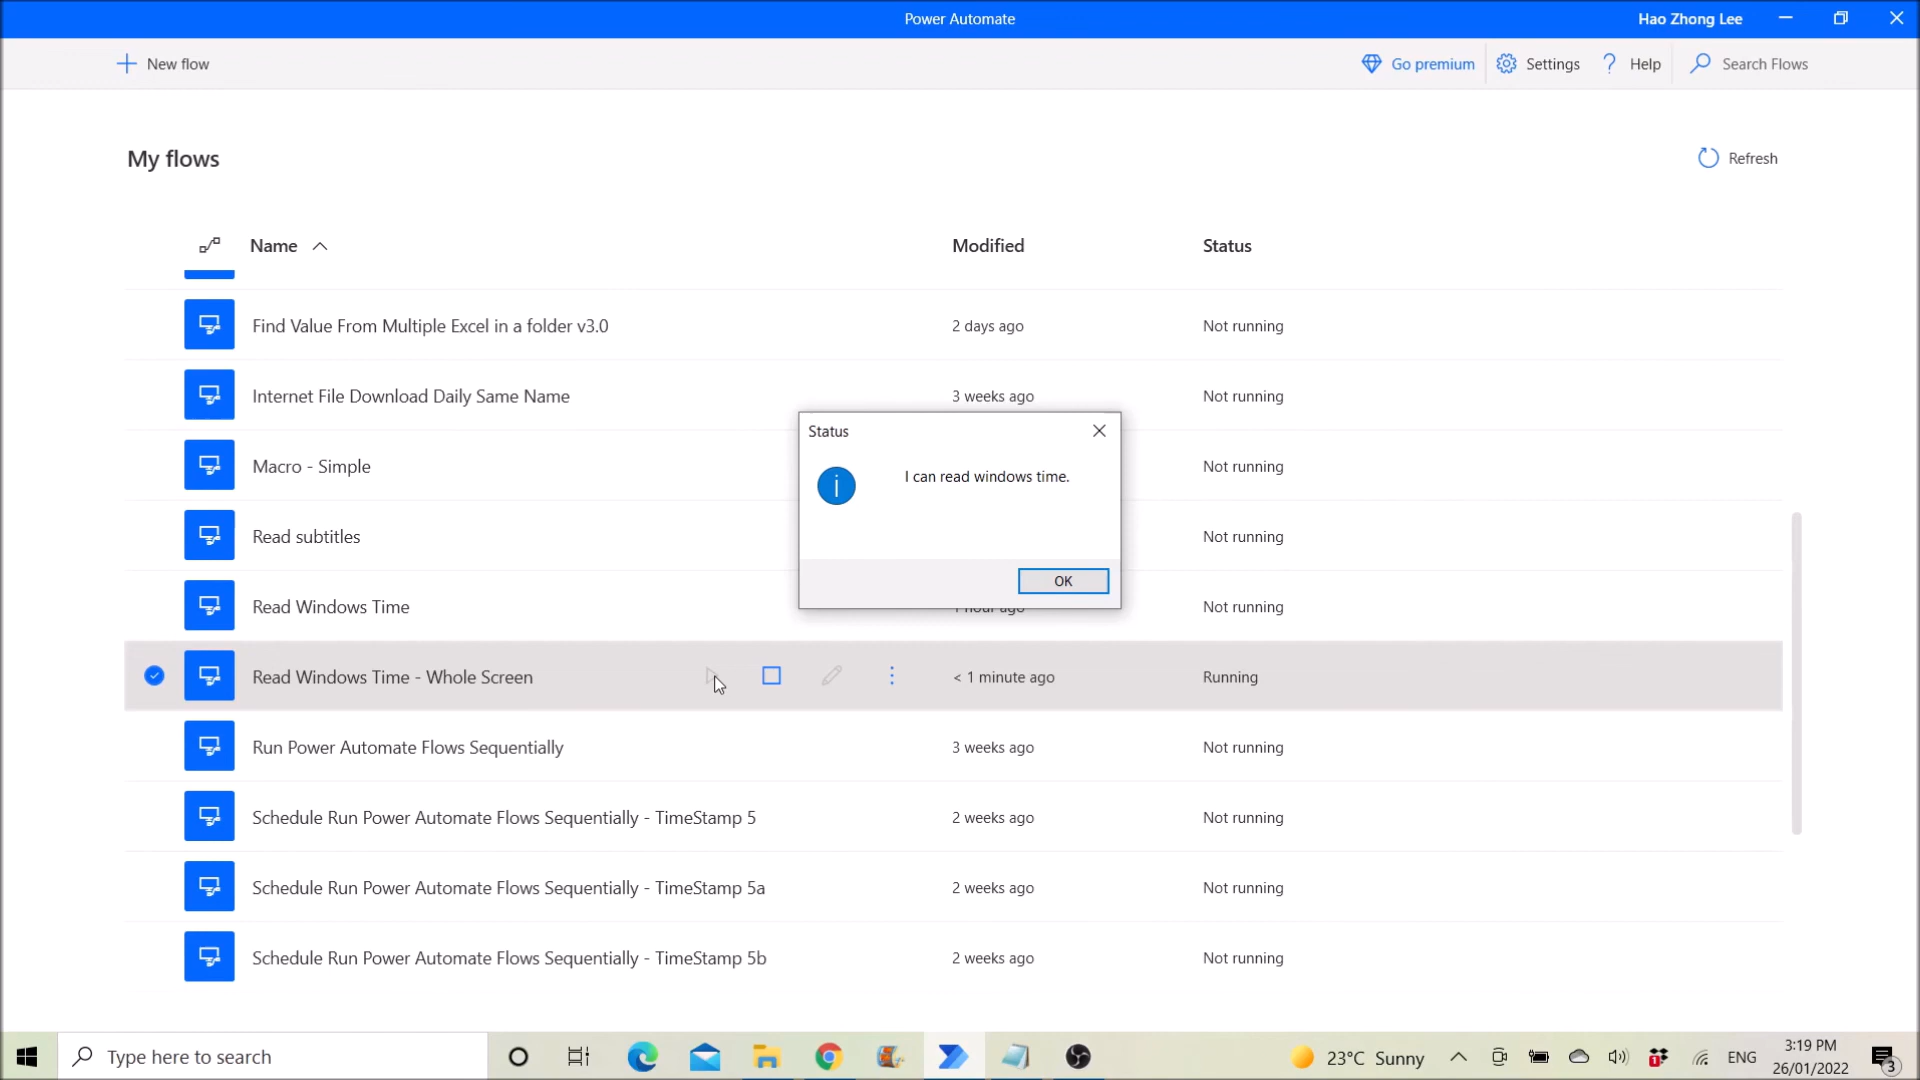 Power Automate
Hao Zhong Lee
New flow
Go premium
Settings
? Help
Search Flows
My flows
Refresh
Name
Modified
Status
Find Value From Multiple Excel in a folder v3.0
2 days ago
Not running
Internet File Download Daily Same Name
3 weeks ago
Not running
Macro - Simple
Not running
Read subtitles
Not running
Read Windows Time
1 hour ago
Not running
Status
i
I can read windows time.
OK
Read Windows Time - Whole Screen
< 1 minute ago
Running
Run Power Automate Flows Sequentially
3 weeks ago
Not running
Schedule Run Power Automate Flows Sequentially - TimeStamp 5
2 weeks ago
Not running
Schedule Run Power Automate Flows Sequentially - TimeStamp 5a
2 weeks ago
Not running
Schedule Run Power Automate Flows Sequentially - TimeStamp 5b
2 weeks ago
Not running
Type here to search
23°C Sunny
1
ENG
3:19 PM
26/01/2022
3